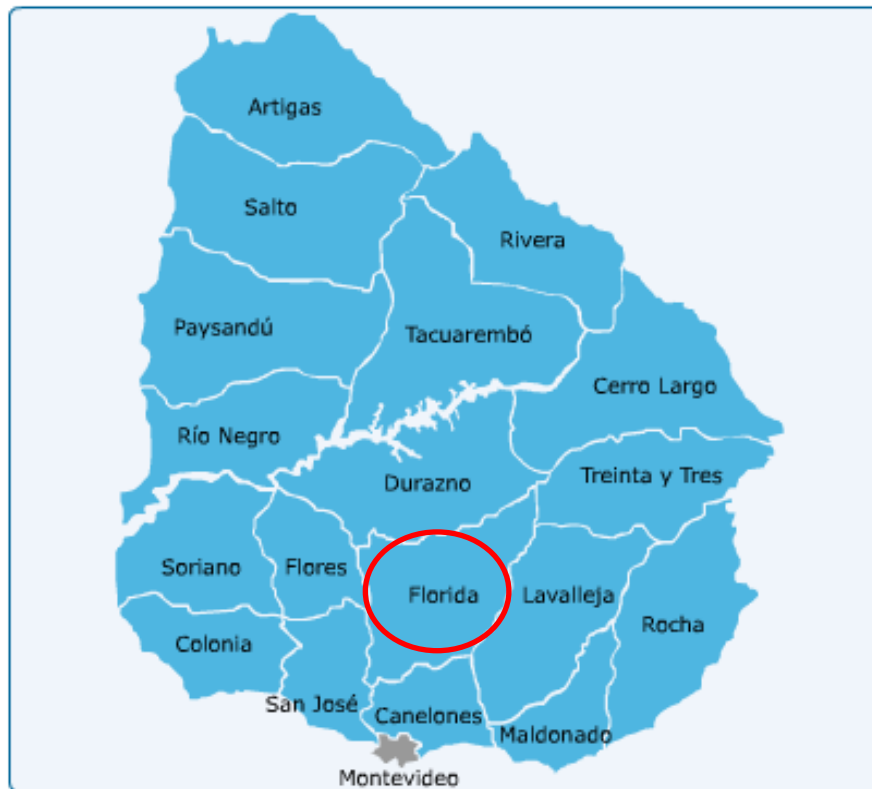 Artigas
Salto
Rivera
Paysandú
Tacuarembó
Cerro Largo
Río Negro
Durazno
Treinta y Tres
Soriano
Flores
Florida
Lavalleja
Rocha
Colonia
San José
Canelones
Maldonado
Montevideo